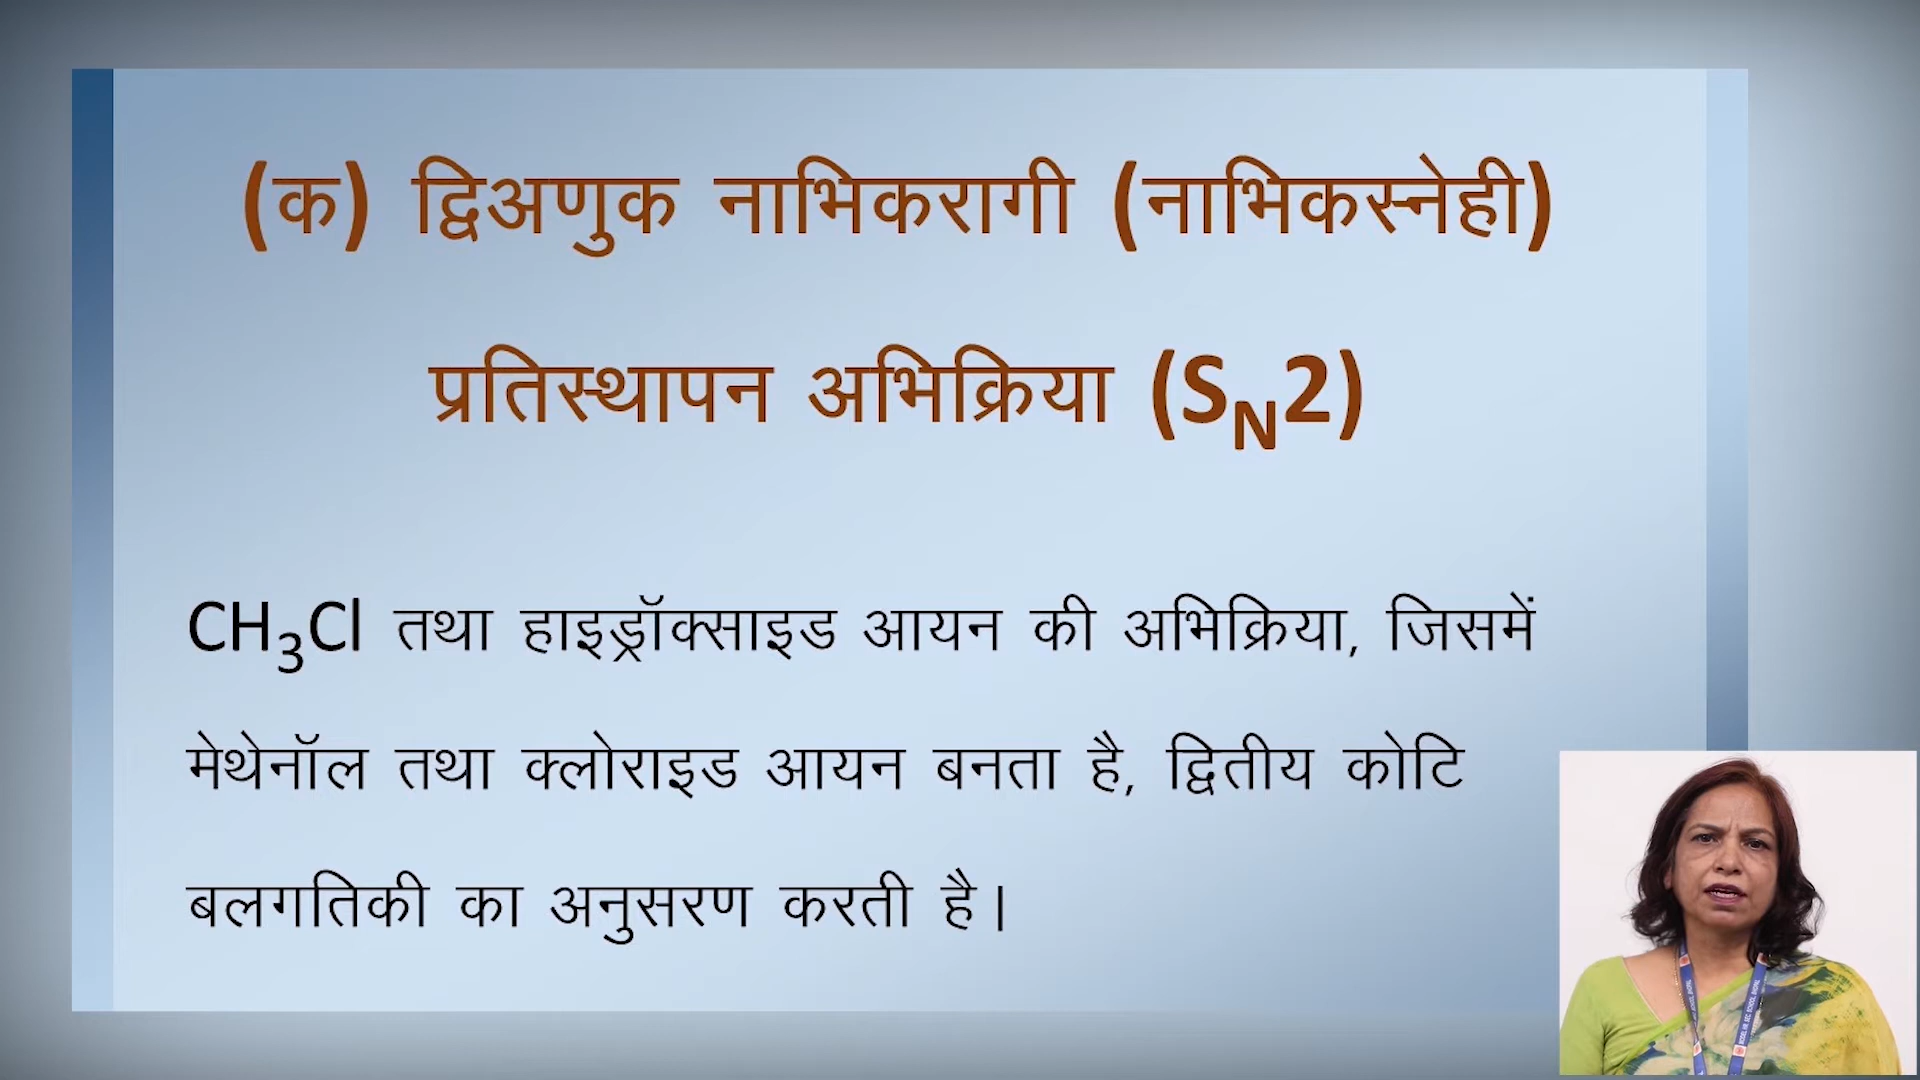 (क) द्विअणुक नाभिकरागी (नाभिकस्नेही)
प्रतिस्थापन अभिक्रिया (S_N2)
CH₃Cl तथा हाइड्रॉक्साइड आयन की अभिक्रिया, जिसमें
मेथेनॉल तथा क्लोराइड आयन बनता है, द्वितीय कोटि
बलगतिकी का अनुसरण करती है।